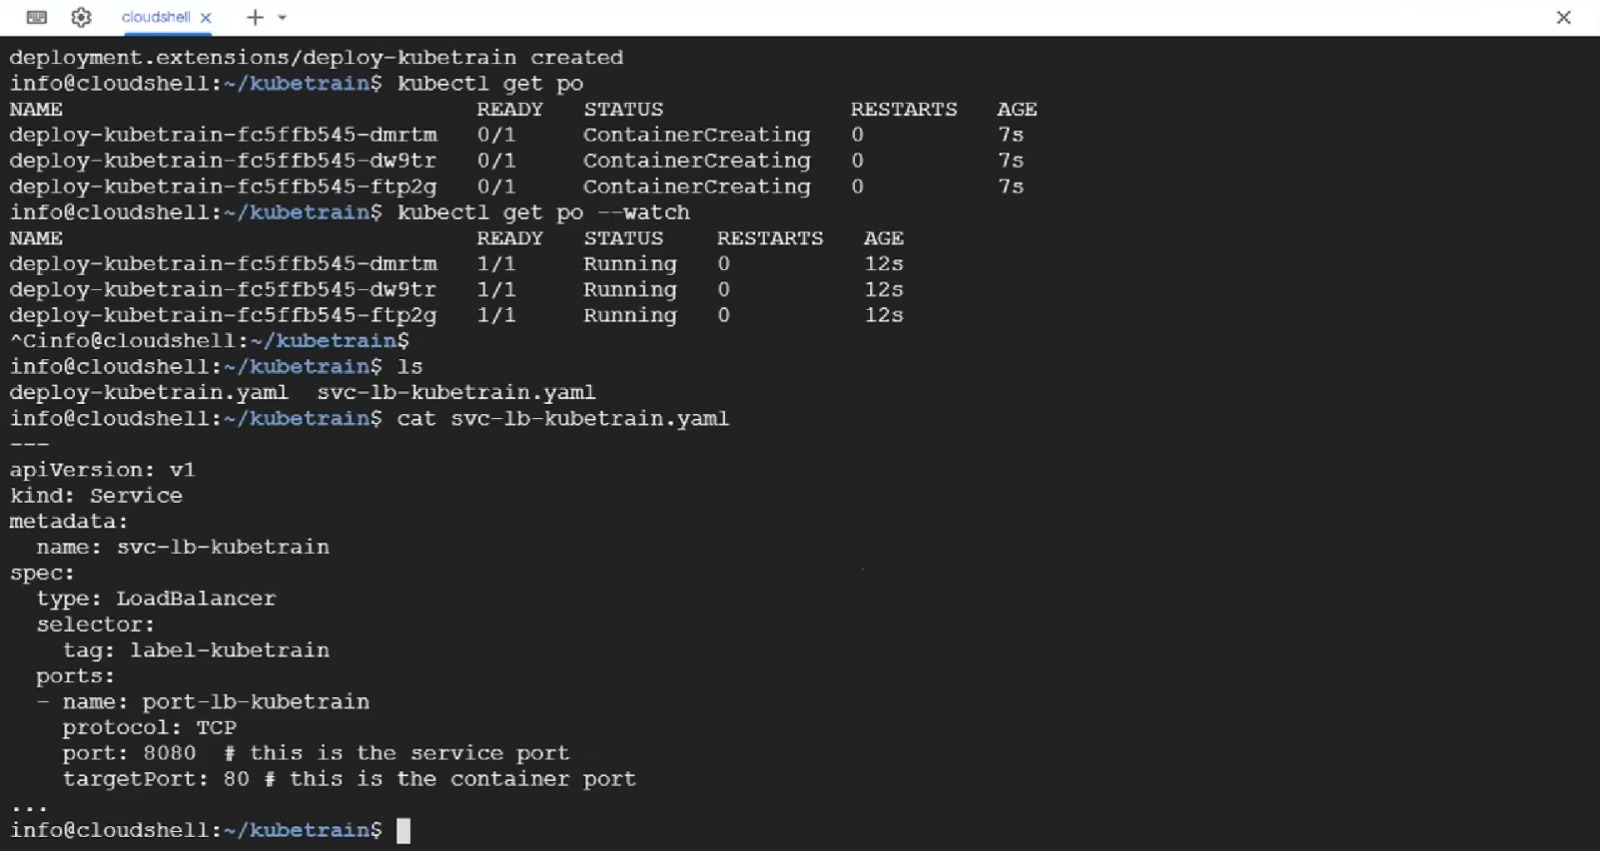 cloudshell
deployment.extensions/deploy-kubetrain created
info@cloudshell:~/kubetrain$ kubectl get po
NAME                               READY   STATUS              RESTARTS   AGE
deploy-kubetrain-fc5ffb545-dmrtm   0/1     ContainerCreating   0          7s
deploy-kubetrain-fc5ffb545-dw9tr   0/1     ContainerCreating   0          7s
deploy-kubetrain-fc5ffb545-ftp2g   0/1     ContainerCreating   0          7s
info@cloudshell:~/kubetrain$ kubectl get po --watch
NAME                               READY   STATUS    RESTARTS   AGE
deploy-kubetrain-fc5ffb545-dmrtm   1/1     Running   0          12s
deploy-kubetrain-fc5ffb545-dw9tr   1/1     Running   0          12s
deploy-kubetrain-fc5ffb545-ftp2g   1/1     Running   0          12s
^Cinfo@cloudshell:~/kubetrain$
info@cloudshell:~/kubetrain$ ls
deploy-kubetrain.yaml  svc-lb-kubetrain.yaml
info@cloudshell:~/kubetrain$ cat svc-lb-kubetrain.yaml
---
apiVersion: v1
kind: Service
metadata:
  name: svc-lb-kubetrain
spec:
  type: LoadBalancer
  selector:
    tag: label-kubetrain
  ports:
  - name: port-lb-kubetrain
    protocol: TCP
    port: 8080  # this is the service port
    targetPort: 80 # this is the container port
...
info@cloudshell:~/kubetrain$